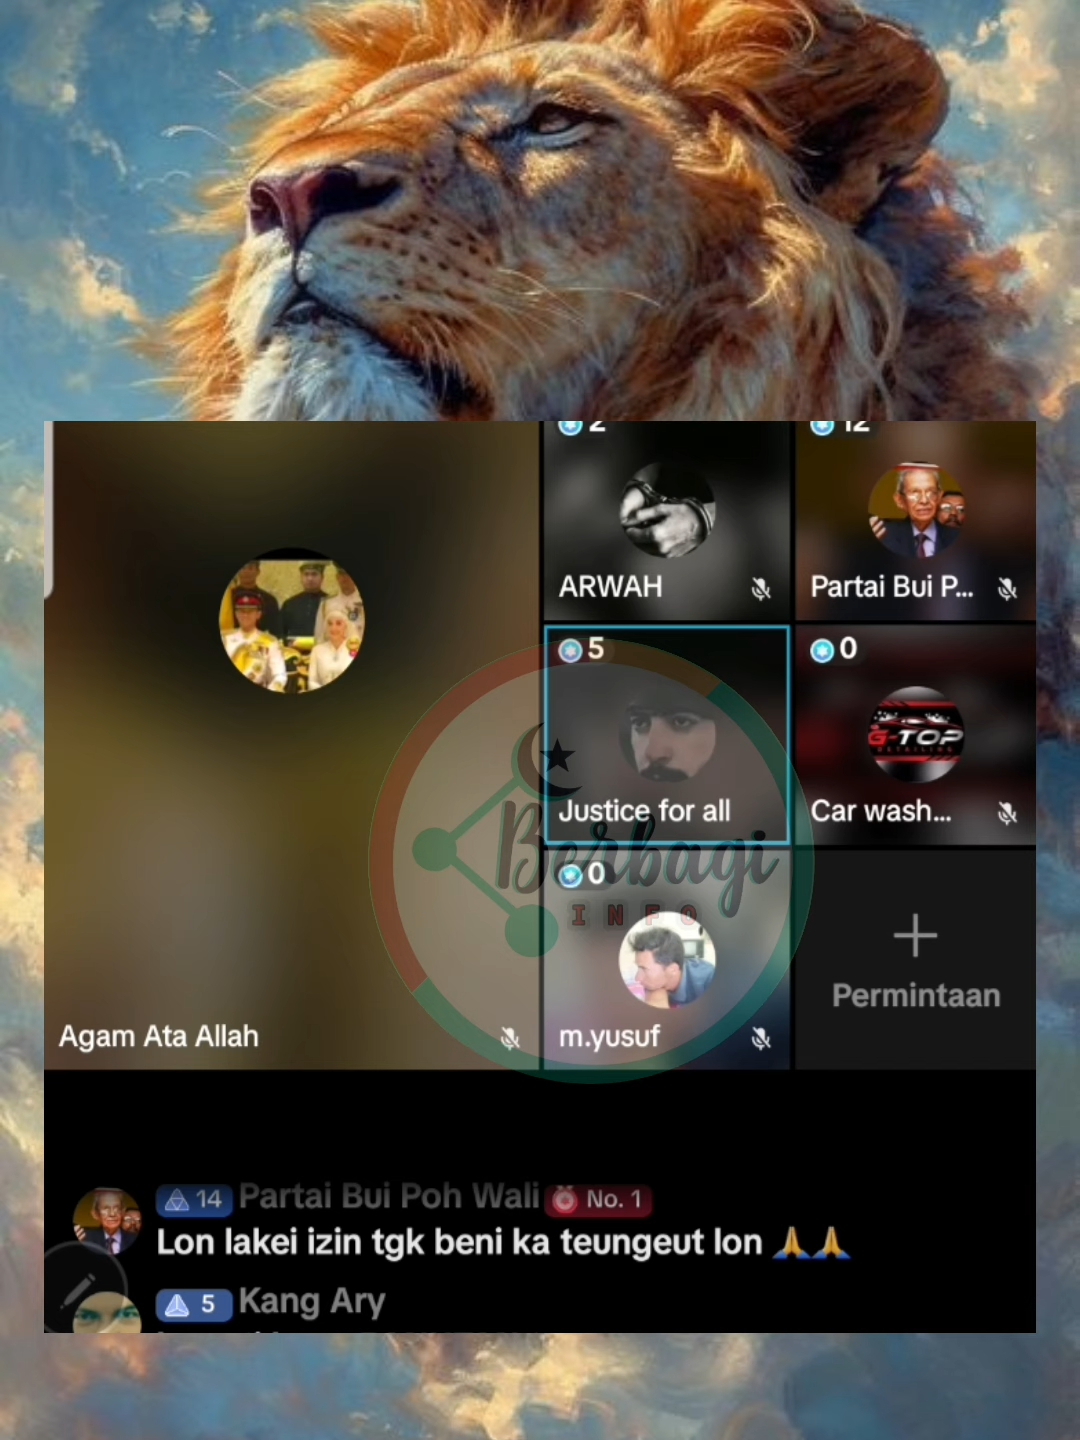 2
12
ARWAH
Partai Bui P...
5
0
G-TOP
DETAILING
Justice for all
Car wash...
Berbagi
INFO
0
Permintaan
Agam Ata Allah
m.yusuf
14 Partai Bui Poh Wali No. 1
Lon lakei izin tgk beni ka teungeut lon 🙏🙏
5 Kang Ary